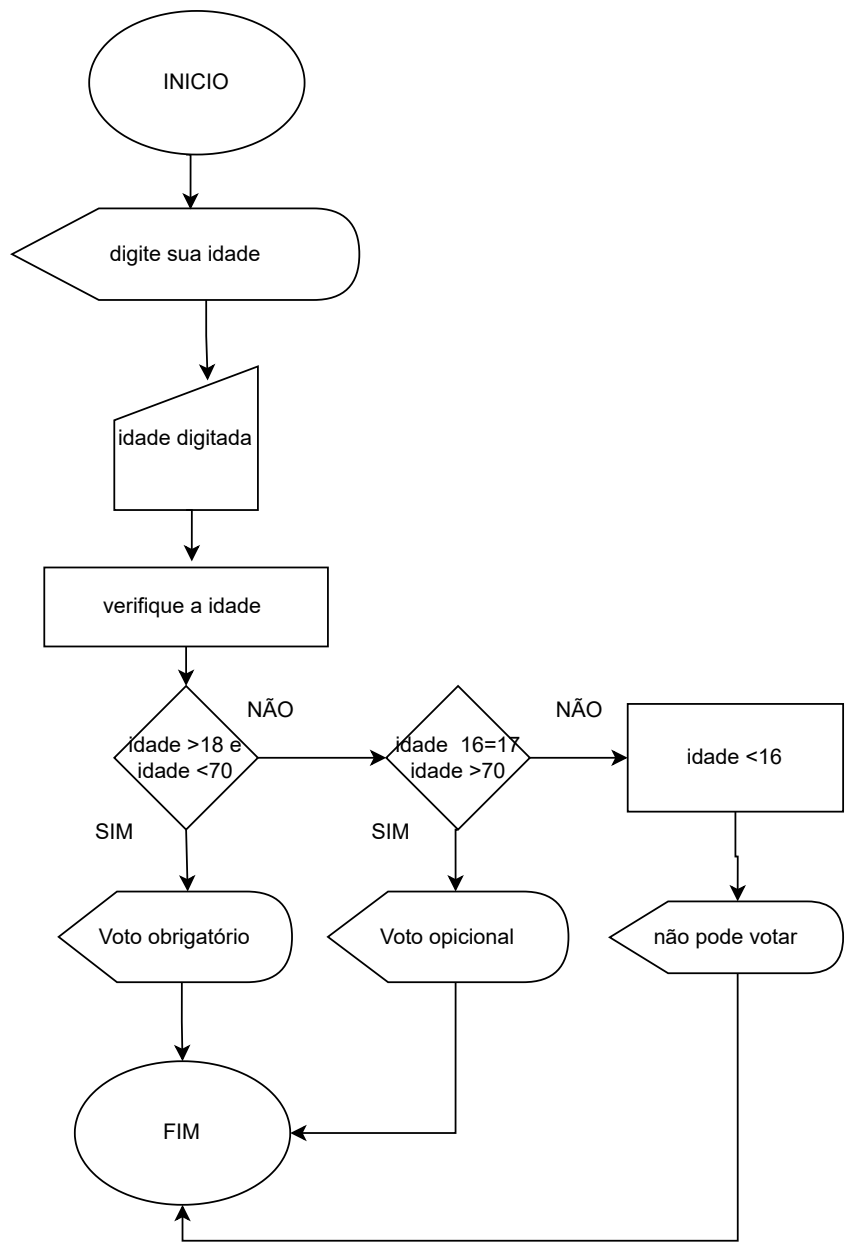 INICIO
digite sua idade
idade digitada
verifique a idade
NÃO
idade >18 e
idade <70
NÃO
idade  16=17
idade >70
idade <16
SIM
SIM
Voto obrigatório
Voto opicional
não pode votar
FIM